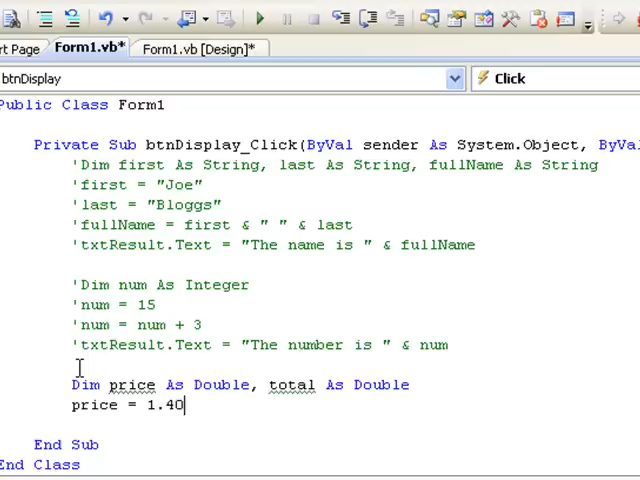 rt Page Form1.vb* Form1.vb [Design]*
btnDisplay Click
Public Class Form1
Private Sub btnDisplay_Click(ByVal sender As System.Object, ByVa
'Dim first As String, last As String, fullName As String
'first = "Joe"
'last = "Bloggs"
'fullName = first & " " & last
'txtResult.Text = "The name is " & fullName
'Dim num As Integer
'num = 15
'num = num + 3
'txtResult.Text = "The number is " & num
Dim price As Double, total As Double
price = 1.40
End Sub
End Class